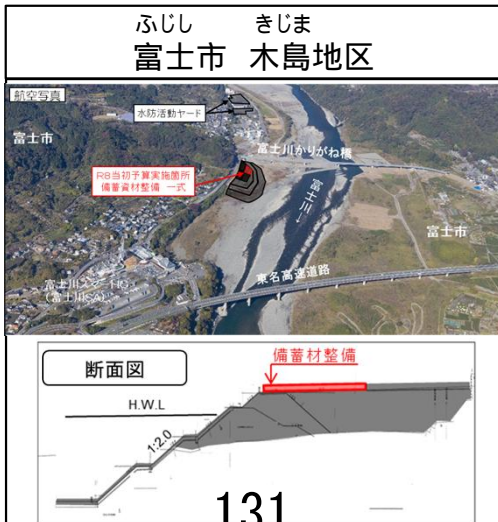 ふじし きじま
富士市 木島地区
航空写真
水防活動ヤード
富士市
富士川かりがね橋
R8当初予算実施箇所
備蓄資材整備 一式
富士川
富士市
富士川スマートIC
(富士川SA)
東名高速道路
断面図
備蓄材整備
H.W.L
1:2.0
131